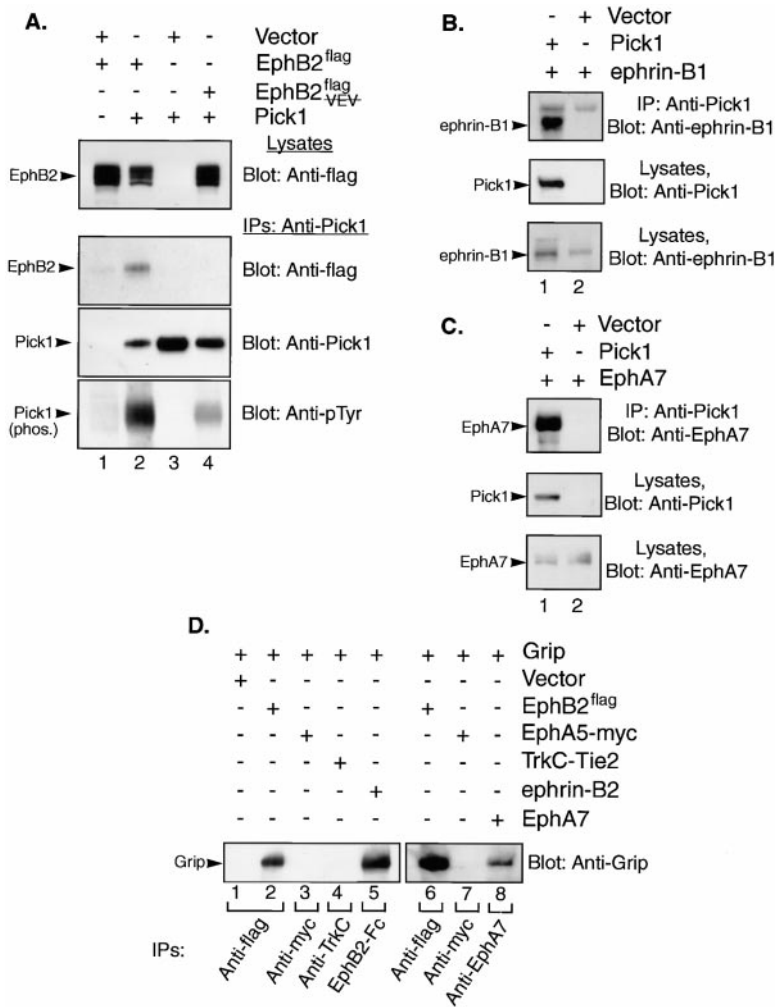 A.
+ - + - Vector
+ + - - EphB2flag
- - - + EphB2flag VEV
- + + + Pick1
Lysates
EphB2 Blot: Anti-flag
IPs: Anti-Pick1
EphB2 Blot: Anti-flag
Pick1 Blot: Anti-Pick1
Pick1 (phos.) Blot: Anti-pTyr
1 2 3 4
B.
- + Vector
+ - Pick1
+ + ephrin-B1
IP: Anti-Pick1
ephrin-B1 Blot: Anti-ephrin-B1
Lysates,
Pick1 Blot: Anti-Pick1
Lysates,
ephrin-B1 Blot: Anti-ephrin-B1
1 2
C.
- + Vector
+ - Pick1
+ + EphA7
IP: Anti-Pick1
EphA7 Blot: Anti-EphA7
Lysates,
Pick1 Blot: Anti-Pick1
Lysates,
EphA7 Blot: Anti-EphA7
1 2
D.
+ + + + + + + + Grip
+ - - - - - - - Vector
- + - - - + - - EphB2flag
- - + - - - + - EphA5-myc
- - - + - - - - TrkC-Tie2
- - - - + - - - ephrin-B2
- - - - - - - + EphA7
Grip Blot: Anti-Grip
1 2 3 4 5 6 7 8
IPs: Anti-flag Anti-myc Anti-TrkC EphB2-Fc Anti-flag Anti-myc Anti-EphA7